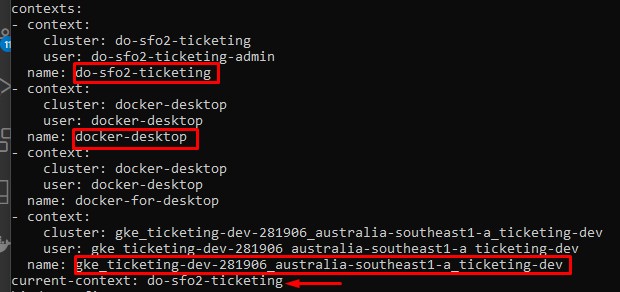 contexts:
- context:
cluster: do-sfo2-ticketing
user: do-sfo2-ticketing-admin
name: do-sfo2-ticketing
- context:
cluster: docker-desktop
user: docker-desktop
name: docker-desktop
- context:
cluster: docker-desktop
user: docker-desktop
name: docker-for-desktop
- context:
cluster: gke_ticketing-dev-281906_australia-southeast1-a_ticketing-dev
user: gke_ticketing-dev-281906_australia-southeast1-a_ticketing-dev
name: gke_ticketing-dev-281906_australia-southeast1-a_ticketing-dev
current-context: do-sfo2-ticketing